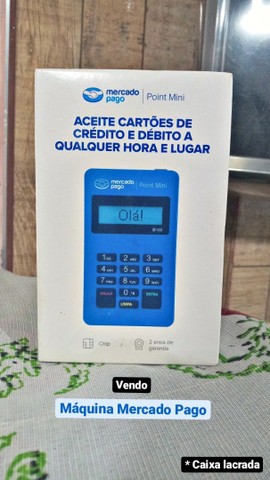 mercado
pago
Point Mini
ACEITE CARTÕES DE
CRÉDITO E DÉBITO A
QUALQUER HORA E LUGAR
mercado
pago
Point Mini
Olá!
Chip
2 anos de
garantia
Vendo
Máquina Mercado Pago
* Caixa lacrada